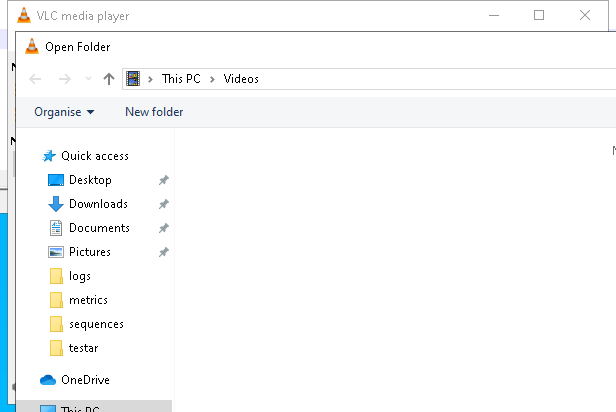 VLC media player
Open Folder
This PC > Videos
Organise
New folder
Quick access
Desktop
Downloads
Documents
Pictures
logs
metrics
sequences
testar
OneDrive
This PC